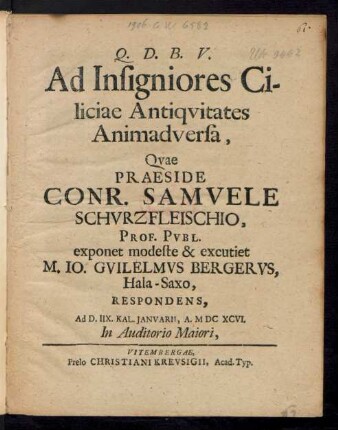 Q. D. B. V.
Ad Insigniores Ci-
liciae Antiqvitates
Animadversa,
Qvae
PRAESIDE
CONR. SAMVELE
SCHVRZFLEISCHIO,
PROF. PVBL.
exponet modeste & excutiet
M. IO. GVILELMVS BERGERVS,
Hala-Saxo,
RESPONDENS,
Ad D. IIX. KAL. JANVARII, A. M DC XCVI.
In Auditorio Maiori,
VITEMBERGAE,
Prelo CHRISTIANI KREVSIGII, Acad. Typ.